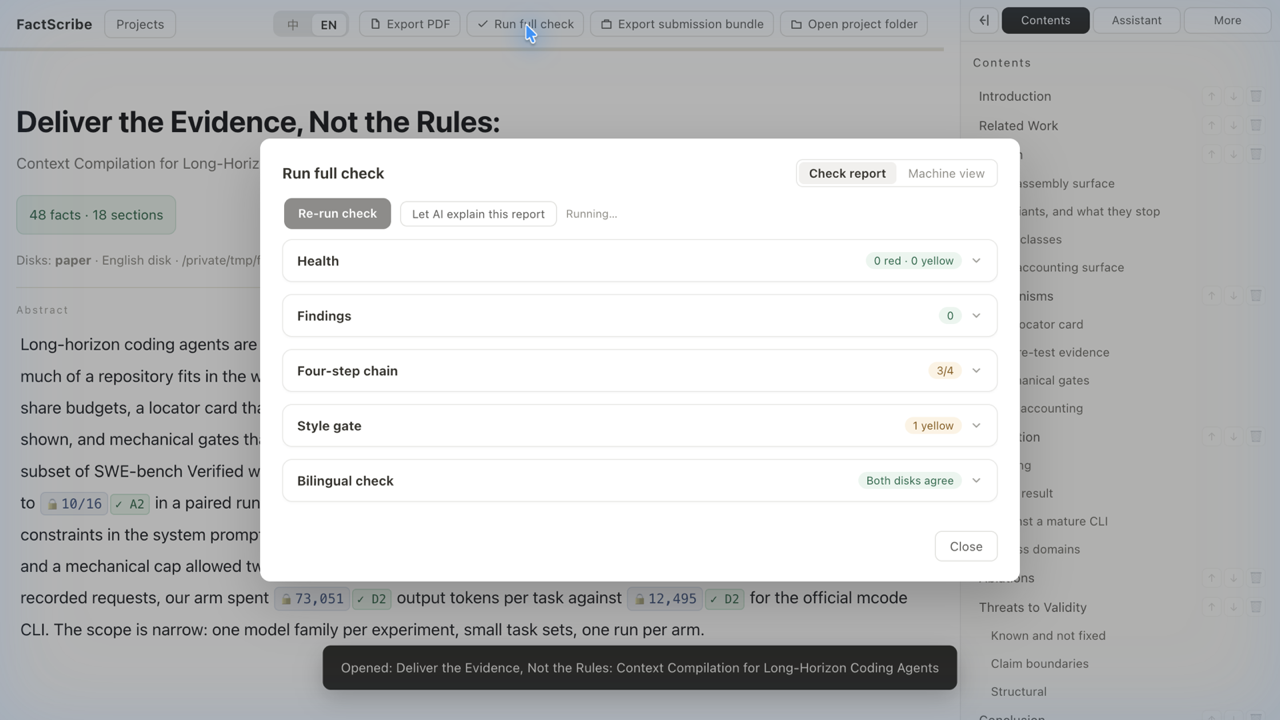 FactScribe
Projects
中
EN
Export PDF
Run full check
Export submission bundle
Open project folder
Contents
Assistant
More
Deliver the Evidence, Not the Rules:
Context Compilation for Long-Horiz
48 facts · 18 sections
Disks: paper · English disk · /private/tmp/f
Abstract
Long-horizon coding agents are
much of a repository fits in the w
share budgets, a locator card tha
shown, and mechanical gates tha
subset of SWE-bench Verified w
to 10/16 ✓ A2 in a paired run
constraints in the system promp
and a mechanical cap allowed tw
recorded requests, our arm spent 73,051 ✓ D2 output tokens per task against 12,495 ✓ D2 for the official mcode
CLI. The scope is narrow: one model family per experiment, small task sets, one run per arm.
Run full check
Check report
Machine view
Re-run check
Let AI explain this report
Running...
Health
0 red · 0 yellow
Findings
0
Four-step chain
3/4
Style gate
1 yellow
Bilingual check
Both disks agree
Close
Opened: Deliver the Evidence, Not the Rules: Context Compilation for Long-Horizon Coding Agents
Contents
Introduction
Related Work
n
assembly surface
iants, and what they stop
classes
accounting surface
nisms
ocator card
re-test evidence
anical gates
accounting
tion
ng
result
nst a mature CLI
ss domains
Ablations
Threats to Validity
Known and not fixed
Claim boundaries
Structural
Conclusion